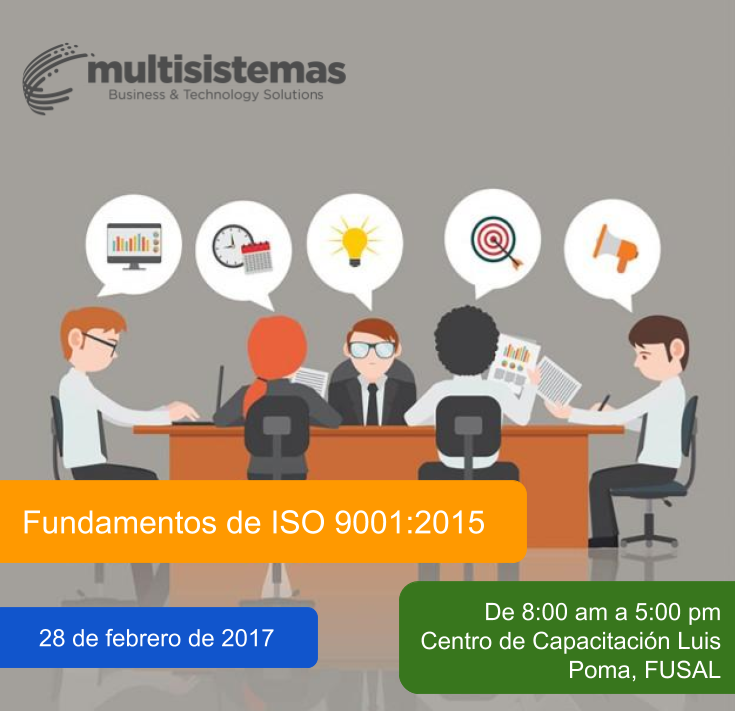 multisistemas
Business & Technology Solutions
Fundamentos de ISO 9001:2015
28 de febrero de 2017
De 8:00 am a 5:00 pm
Centro de Capacitación Luis
Poma, FUSAL